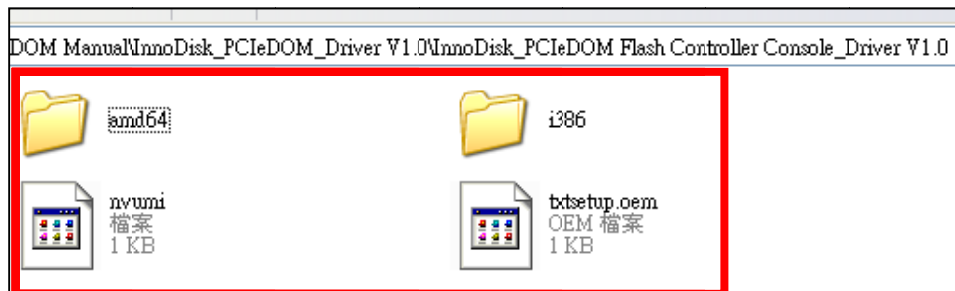 DOM Manual\InnoDisk_PCIeDOM_Driver V1.0\InnoDisk_PCIeDOM Flash Controller Console_Driver V1.0
amd64
i386
nvumi
檔案
1 KB
txtsetup.oem
OEM 檔案
1 KB